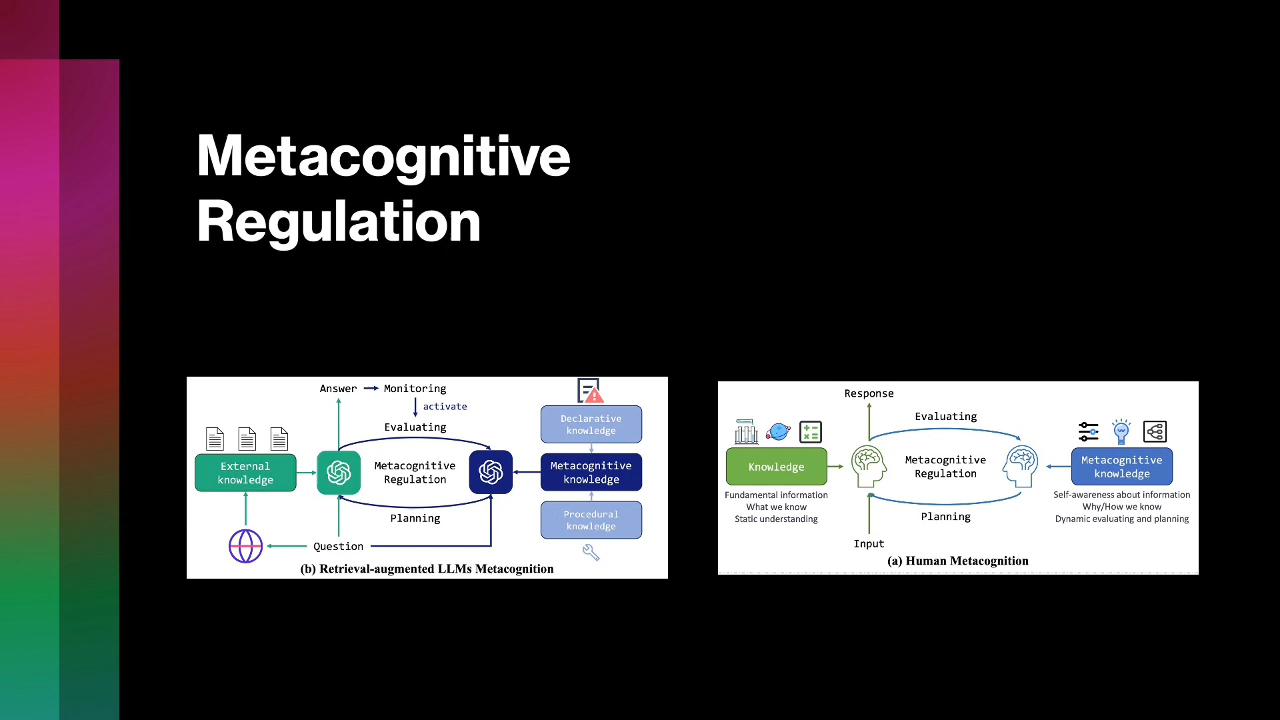 Metacognitive
Regulation
Answer
Monitoring
activate
Evaluating
Declarative
knowledge
External
knowledge
Metacognitive
Regulation
Metacognitive
knowledge
Planning
Procedural
knowledge
Question
(b) Retrieval-augmented LLMs Metacognition
Response
Evaluating
Knowledge
Metacognitive
Regulation
Metacognitive
knowledge
Fundamental information
What we know
Static understanding
Self-awareness about information
Why/How we know
Dynamic evaluating and planning
Planning
Input
(a) Human Metacognition